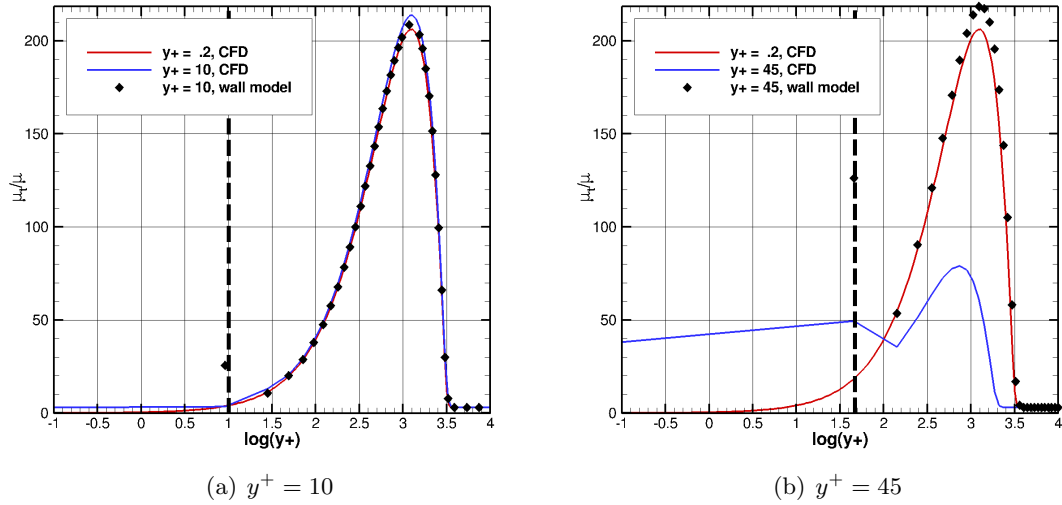 y+ = .2, CFD
y+ = 10, CFD
y+ = 10, wall model
μt/μ
200
150
100
50
0
-1 -0.5 0 0.5 1 1.5 2 2.5 3 3.5 4
log(y+)
(a) y+ = 10
y+ = .2, CFD
y+ = 45, CFD
y+ = 45, wall model
μt/μ
200
150
100
50
0
-1 -0.5 0 0.5 1 1.5 2 2.5 3 3.5 4
log(y+)
(b) y+ = 45